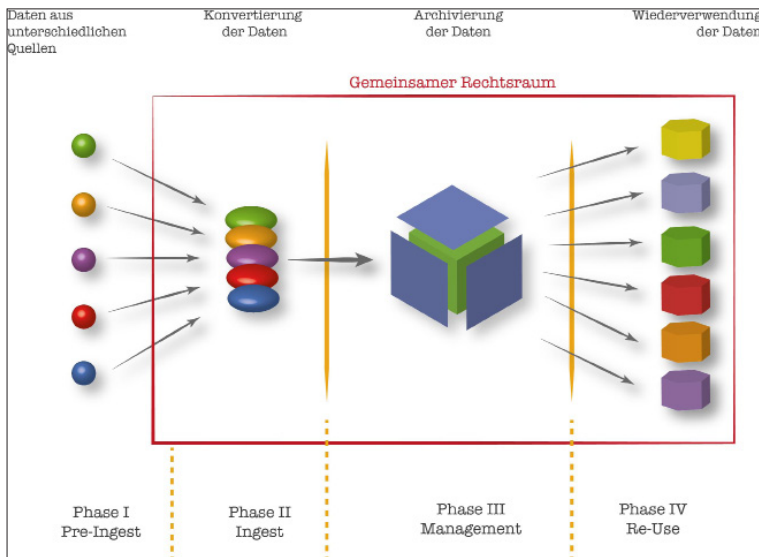 Daten aus
unterschiedlichen
Quellen
Konvertierung
der Daten
Archivierung
der Daten
Wiederverwendung
der Daten
Gemeinsamer Rechtsraum
Phase I
Pre-Ingest
Phase II
Ingest
Phase III
Management
Phase IV
Re-Use